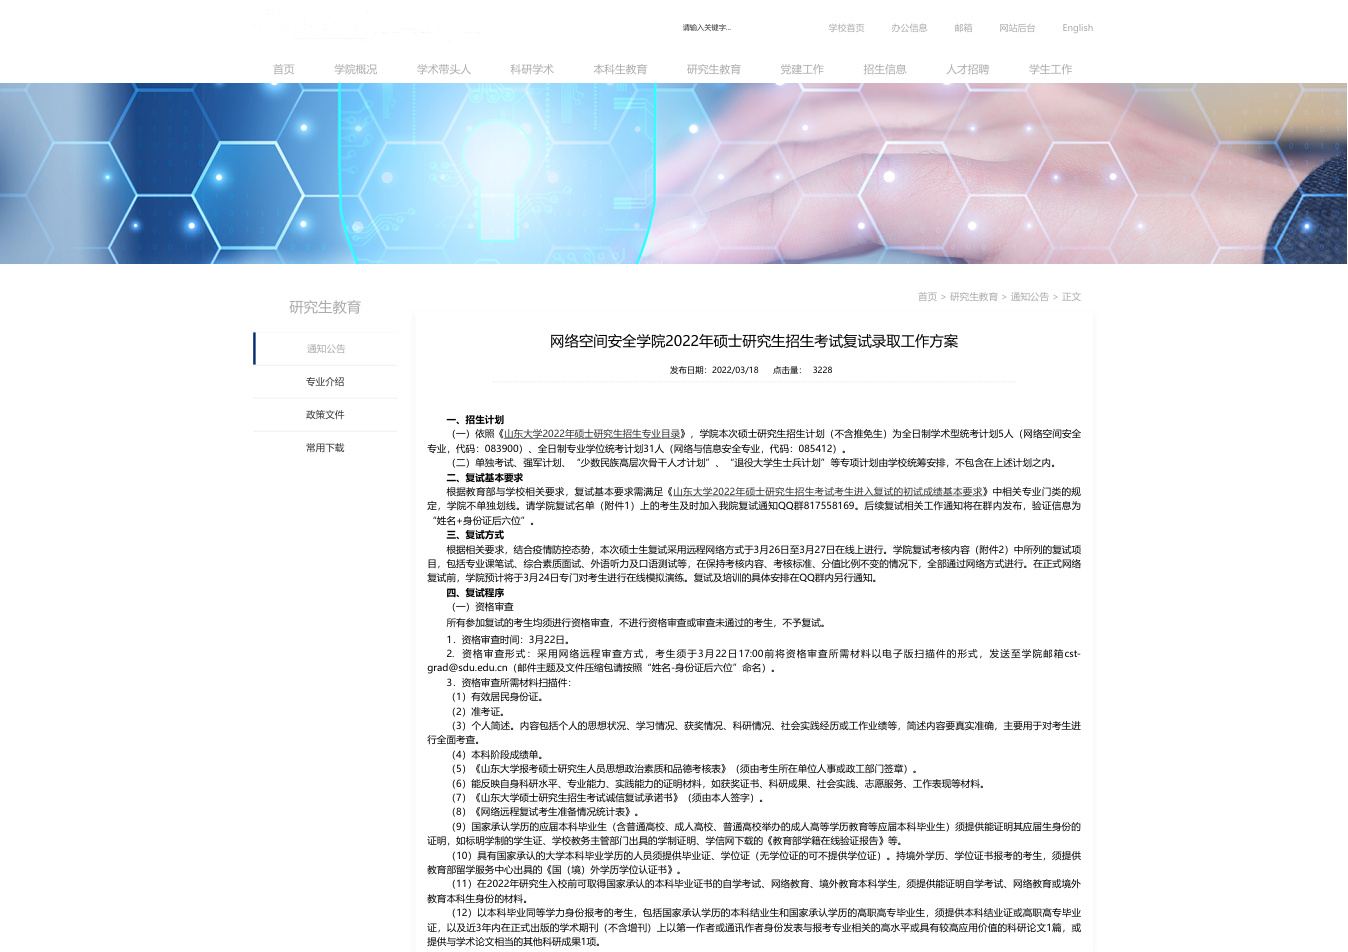 请输入关键字...
学校首页 办公信息 邮箱 网站后台 English
首页 学院概况 学术带头人 科研学术 本科生教育 研究生教育 党建工作 招生信息 人才招聘 学生工作
首页 > 研究生教育 > 通知公告 > 正文
研究生教育
通知公告
专业介绍
政策文件
常用下载
网络空间安全学院2022年硕士研究生招生考试复试录取工作方案
发布日期：2022/03/18 点击量： 3228
一、招生计划
（一）依照《山东大学2022年硕士研究生招生专业目录》，学院本次硕士研究生招生计划（不含推免生）为全日制学术型统考计划5人（网络空间安全
专业，代码：083900）、全日制专业学位统考计划31人（网络与信息安全专业，代码：085412）。
（二）单独考试、强军计划、“少数民族高层次骨干人才计划”、“退役大学生士兵计划”等专项计划由学校统筹安排，不包含在上述计划之内。
二、复试基本要求
根据教育部与学校相关要求，复试基本要求需满足《山东大学2022年硕士研究生招生考试考生进入复试的初试成绩基本要求》中相关专业门类的规
定，学院不单独划线。请学院复试名单（附件1）上的考生及时加入我院复试通知QQ群817558169。后续复试相关工作通知将在群内发布，验证信息为
“姓名+身份证后六位”。
三、复试方式
根据相关要求，结合疫情防控态势，本次硕士生复试采用远程网络方式于3月26日至3月27日在线上进行。学院复试考核内容（附件2）中所列的复试项
目，包括专业课笔试、综合素质面试、外语听力及口语测试等，在保持考核内容、考核标准、分值比例不变的情况下，全部通过网络方式进行。在正式网络
复试前，学院预计将于3月24日专门对考生进行在线模拟演练。复试及培训的具体安排在QQ群内另行通知。
四、复试程序
（一）资格审查
所有参加复试的考生均须进行资格审查，不进行资格审查或审查未通过的考生，不予复试。
1．资格审查时间：3月22日。
2. 资格审查形式：采用网络远程审查方式，考生须于3月22日17:00前将资格审查所需材料以电子版扫描件的形式，发送至学院邮箱cst-
grad@sdu.edu.cn（邮件主题及文件压缩包请按照“姓名-身份证后六位”命名）。
3．资格审查所需材料扫描件：
（1）有效居民身份证。
（2）准考证。
（3）个人简述。内容包括个人的思想状况、学习情况、获奖情况、科研情况、社会实践经历或工作业绩等，简述内容要真实准确，主要用于对考生进
行全面考查。
（4）本科阶段成绩单。
（5）《山东大学报考硕士研究生人员思想政治素质和品德考核表》（须由考生所在单位人事或政工部门签章）。
（6）能反映自身科研水平、专业能力、实践能力的证明材料，如获奖证书、科研成果、社会实践、志愿服务、工作表现等材料。
（7）《山东大学硕士研究生招生考试诚信复试承诺书》（须由本人签字）。
（8）《网络远程复试考生准备情况统计表》。
（9）国家承认学历的应届本科毕业生（含普通高校、成人高校、普通高校举办的成人高等学历教育等应届本科毕业生）须提供能证明其应届生身份的
证明，如标明学制的学生证、学校教务主管部门出具的学制证明、学信网下载的《教育部学籍在线验证报告》等。
（10）具有国家承认的大学本科毕业学历的人员须提供毕业证、学位证（无学位证的可不提供学位证）。持境外学历、学位证书报考的考生，须提供
教育部留学服务中心出具的《国（境）外学历学位认证书》。
（11）在2022年研究生入校前可取得国家承认的本科毕业证书的自学考试、网络教育、境外教育本科学生，须提供能证明自学考试、网络教育或境外
教育本科生身份的材料。
（12）以本科毕业同等学力身份报考的考生，包括国家承认学历的本科结业生和国家承认学历的高职高专毕业生，须提供本科结业证或高职高专毕业
证，以及近3年内在正式出版的学术期刊（不含增刊）上以第一作者或通讯作者身份发表与报考专业相关的高水平或具有较高应用价值的科研论文1篇，或
提供与学术论文相当的其他科研成果1项。